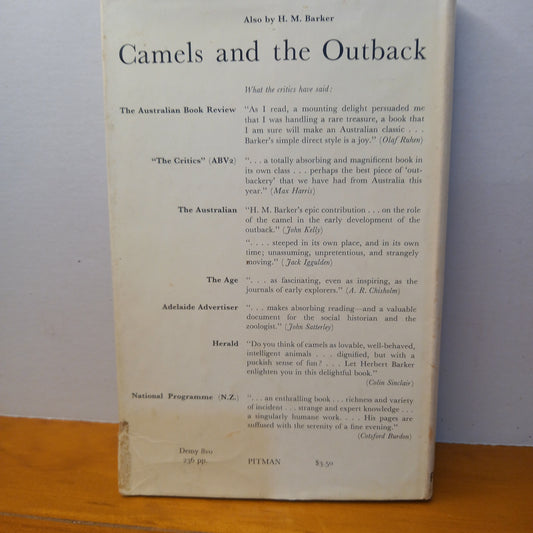 Also by H. M. Barker
Camels and the Outback
What the critics have said:
The Australian Book Review "As I read, a mounting delight persuaded me
that I was handling a rare treasure, a book that
I am sure will make an Australian classic . . .
Barker's simple direct style is a joy." (Olaf Ruhen)
"The Critics" (ABV2) ". . . a totally absorbing and magnificent book in
its own class . . . perhaps the best piece of 'out-
backery' that we have had from Australia this
year." (Max Harris)
The Australian "H. M. Barker's epic contribution . . . on the role
of the camel in the early development of the
outback." (John Kelly)
". . . . steeped in its own place, and in its own
time; unassuming, unpretentious, and strangely
moving." (Jack Iggulden)
The Age ". . . as fascinating, even as inspiring, as the
journals of early explorers." (A. R. Chisholm)
Adelaide Advertiser ". . . makes absorbing reading—and a valuable
document for the social historian and the
zoologist." (John Satterley)
Herald "Do you think of camels as lovable, well-behaved,
intelligent animals . . . dignified, but with a
puckish sense of fun? . . . Let Herbert Barker
enlighten you in this delightful book."
(Colin Sinclair)
National Programme (N.Z.) ". . . an enthralling book . . . richness and variety
of incident . . . strange and expert knowledge . . .
a singularly humane work. . . . His pages are
suffused with the serenity of a fine evening."
(Cotsford Burdon)
Demy 8vo
236 pp. PITMAN $3.50